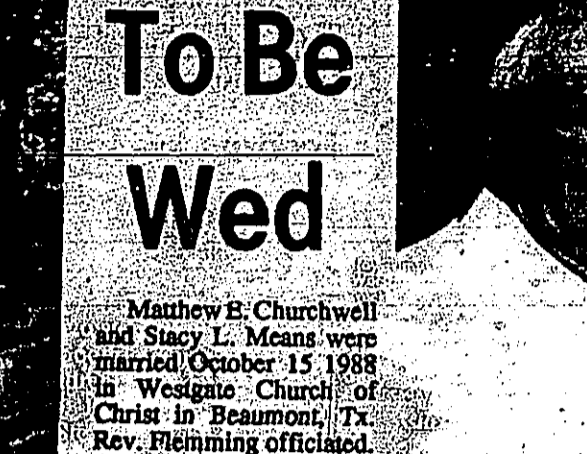 To Be
Wed
Matthew E. Churchwell
and Stacy L. Means were
married October 15 1988
in Westgate Church of
Christ in Beaumont, Tx.
Rev. Flemming officiated.